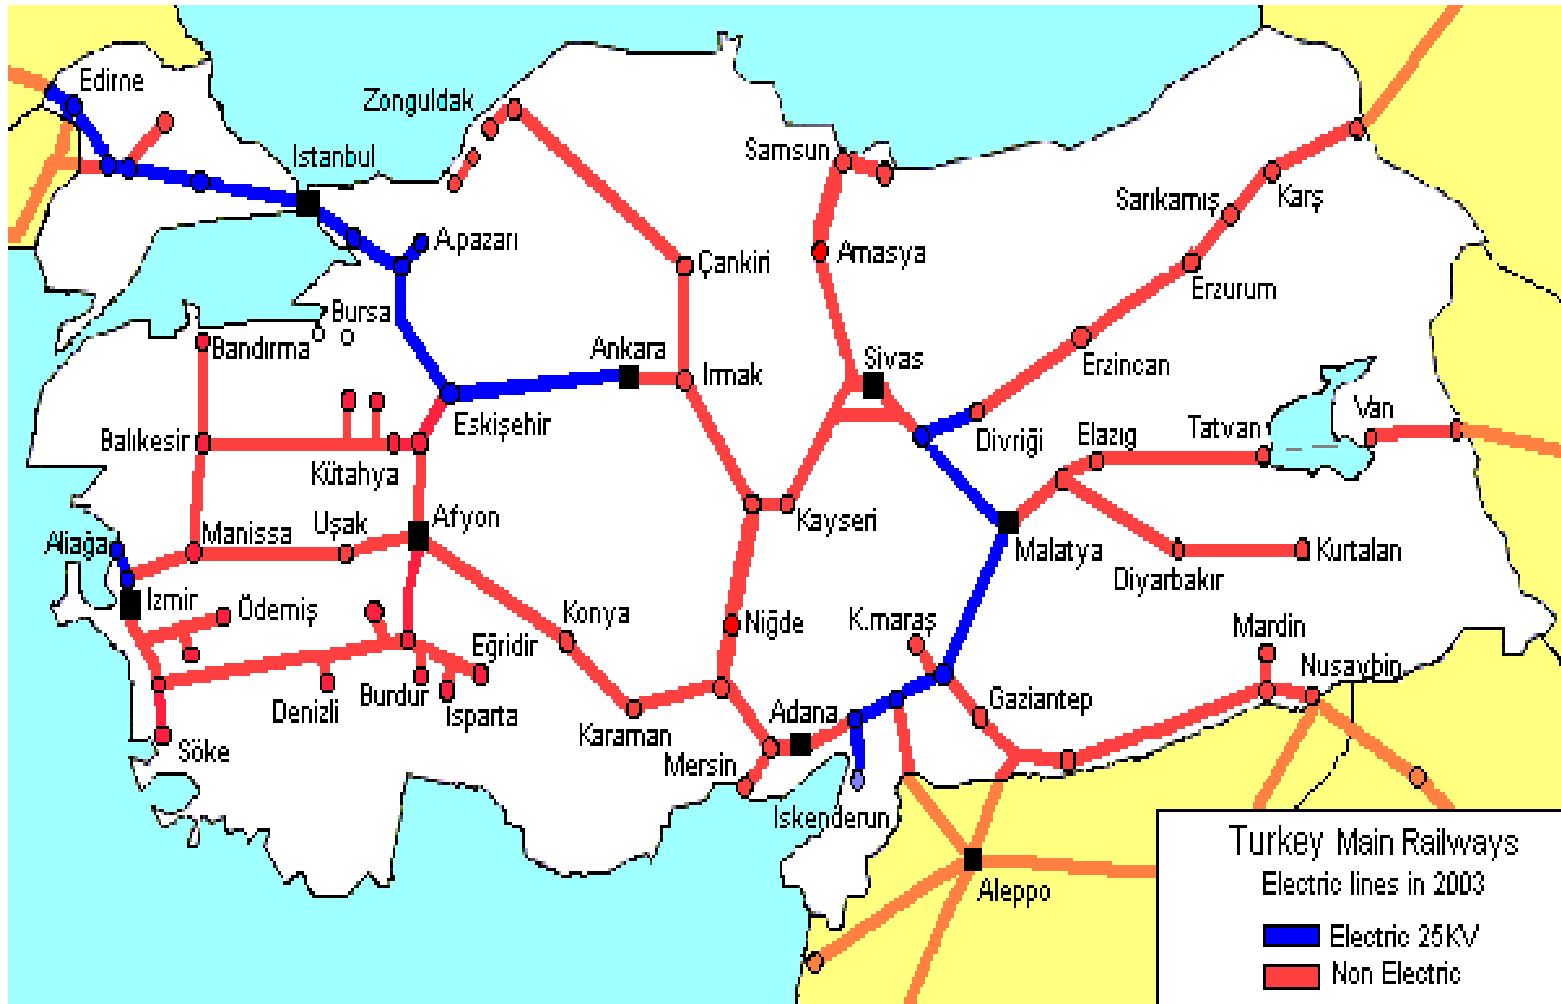 Edirne
Zonguldak
Istanbul
Samsun
Sarıkamış
Karş
A.pazarı
Çankiri
Amasya
Erzurum
Bursa
Bandırma
Ankara
Irmak
Sivas
Erzincan
Eskişehir
Divriği
Elazıg
Tatvan
Van
Balıkesir
Kütahya
Kayseri
Manissa
Uşak
Afyon
Aliağa
Malatya
Kurtalan
Diyarbakır
Izmir
Ödemiş
Konya
Niğde
K.maraş
Mardin
Eğridir
Nusaybin
Denizli
Burdur
Isparta
Gaziantep
Adana
Karaman
Söke
Mersin
Iskenderun
Aleppo
Turkey Main Railways
Electric lines in 2003
Electric 25KV
Non Electric